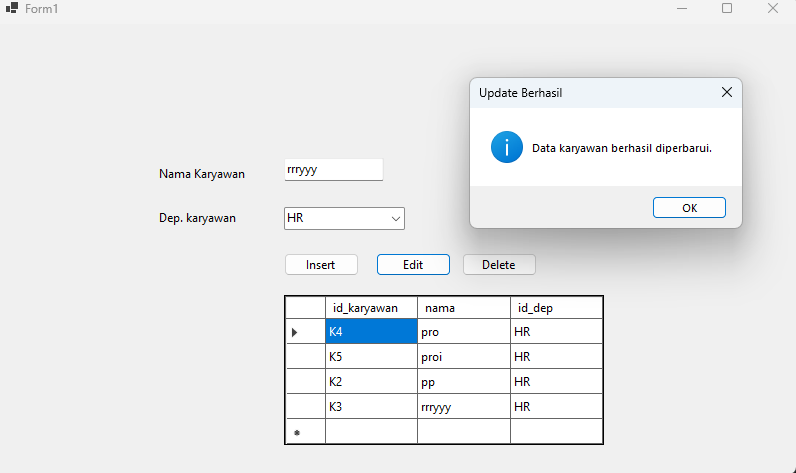 Form1
Update Berhasil
Data karyawan berhasil diperbarui.
OK
Nama Karyawan rrryyy
Dep. karyawan HR
Insert Edit Delete
id_karyawan nama id_dep
K4 pro HR
K5 proi HR
K2 pp HR
K3 rrryyy HR